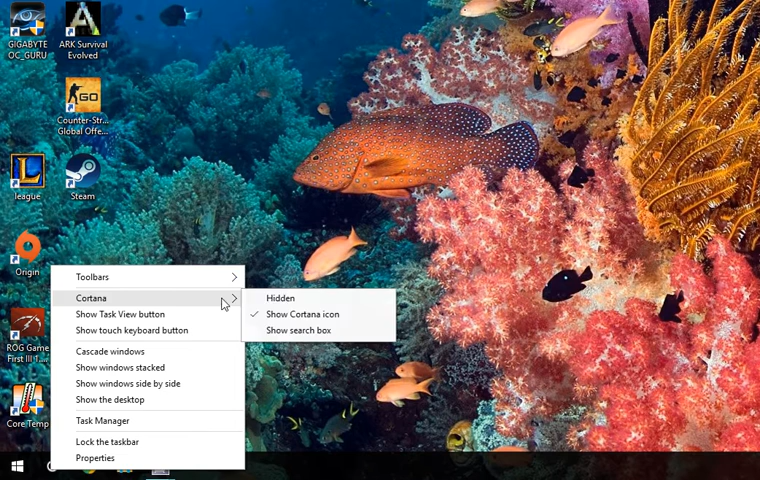 GIGABYTE
OC_GURU
ARK Survival
Evolved
GO
Counter-Str...
Global Offe...
L
league
Steam
Origin
ROG Game
First III 1....
Core Temp
Toolbars
Cortana
Show Task View button
Show touch keyboard button
Cascade windows
Show windows stacked
Show windows side by side
Show the desktop
Task Manager
Lock the taskbar
Properties
Hidden
Show Cortana icon
Show search box